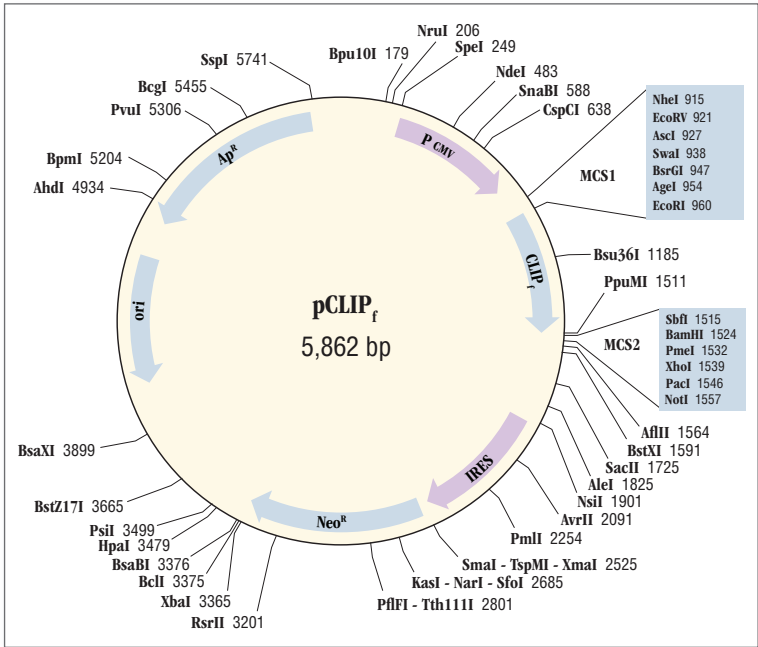 SspI 5741
BcgI 5455
PvuI 5306
BpmI 5204
AhdI 4934
Bpu10I 179
NruI 206
SpeI 249
NdeI 483
SnaBI 588
CspCI 638
MCS1
NheI 915
EcoRV 921
AscI 927
SwaI 938
BsrGI 947
AgeI 954
EcoRI 960
Ap^R
P CMV
CLIP f
ori
pCLIP_f
5,862 bp
Bsu36I 1185
PpuMI 1511
MCS2
SbfI 1515
BamHI 1524
PmeI 1532
XhoI 1539
PacI 1546
NotI 1557
AflII 1564
BstXI 1591
SacII 1725
AleI 1825
NsiI 1901
AvrII 2091
PmlI 2254
IRES
Neo^R
SmaI - TspMI - XmaI 2525
KasI - NarI - SfoI 2685
PflFI - Tth111I 2801
BsaXI 3899
BstZ17I 3665
PsiI 3499
HpaI 3479
BsaBI 3376
BclI 3375
XbaI 3365
RsrII 3201